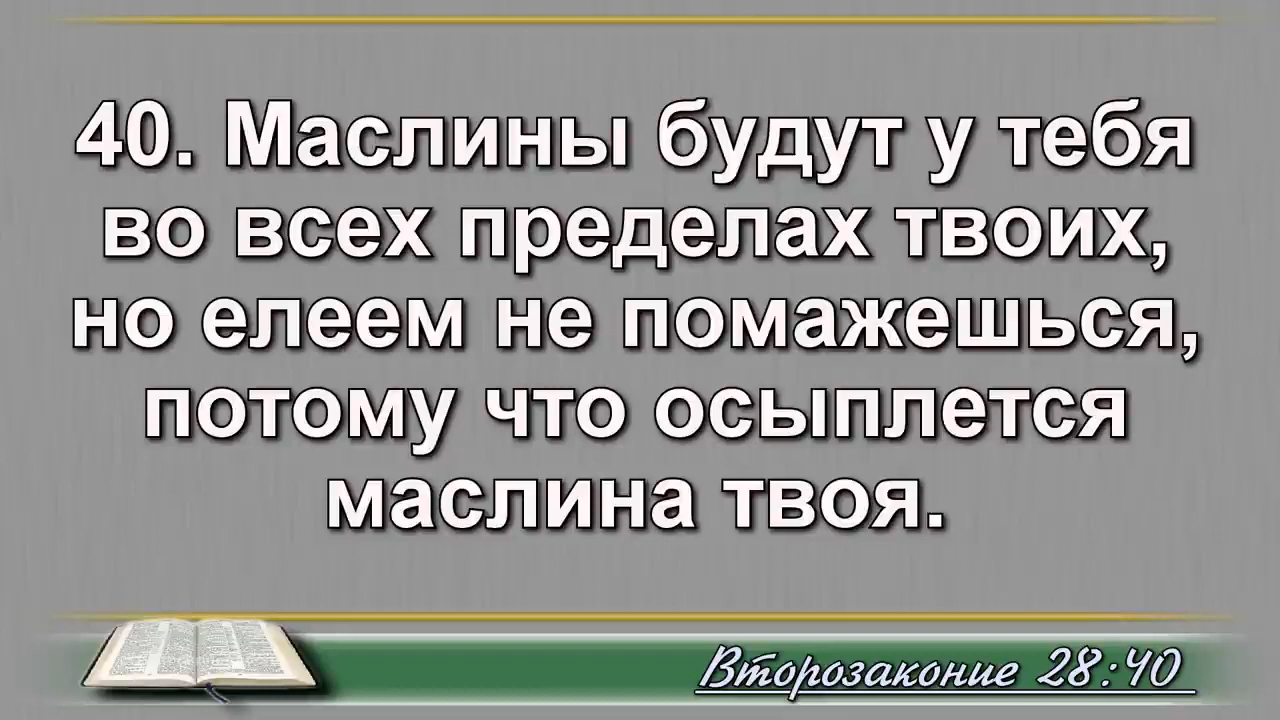 40. Маслины будут у тебя
во всех пределах твоих,
но елеем не помажешься,
потому что осыплется
маслина твоя.
Второзаконие 28:40